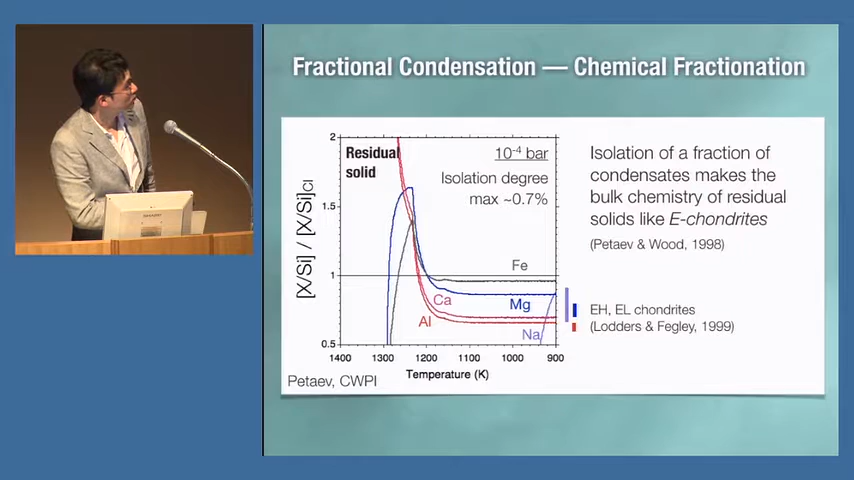 Fractional Condensation — Chemical Fractionation
2
1.5
1
0.5
[X/Si] / [X/Si]CI
Residual
solid
10-4 bar
Isolation degree
max ~0.7%
Fe
Ca
Mg
Al
Na
1400 1300 1200 1100 1000 900
Temperature (K)
Petaev, CWPI
Isolation of a fraction of
condensates makes the
bulk chemistry of residual
solids like E-chondrites
(Petaev & Wood, 1998)
EH, EL chondrites
(Lodders & Fegley, 1999)